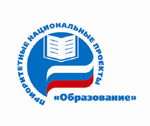 ПРИОРИТЕТНЫЕ НАЦИОНАЛЬНЫЕ ПРОЕКТЫ
«Образование»